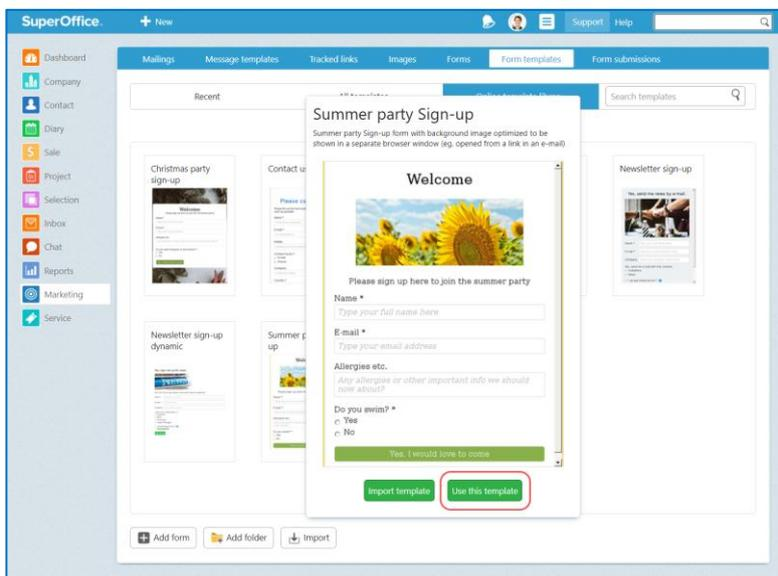 SuperOffice.
New
Support
Help
Dashboard
Company
Contact
Diary
Sale
Project
Selection
Inbox
Chat
Reports
Marketing
Service
Mailings
Message templates
Tracked links
Images
Forms
Form templates
Form submissions
Recent
Search templates
Christmas party
sign-up
Contact us
Newsletter sign-up
Newsletter sign-up
dynamic
Summer p
up
Summer party Sign-up
Summer party Sign-up form with background image optimized to be
shown in a separate browser window (eg. opened from a link in an e-mail)
Welcome
Please sign up here to join the summer party
Name *
Type your full name here
E-mail *
Type your email address
Allergies etc.
Any allergies or other important info we should
now about?
Do you swim? *
Yes
No
Yes, I would love to come
Import template
Use this template
Add form
Add folder
Import